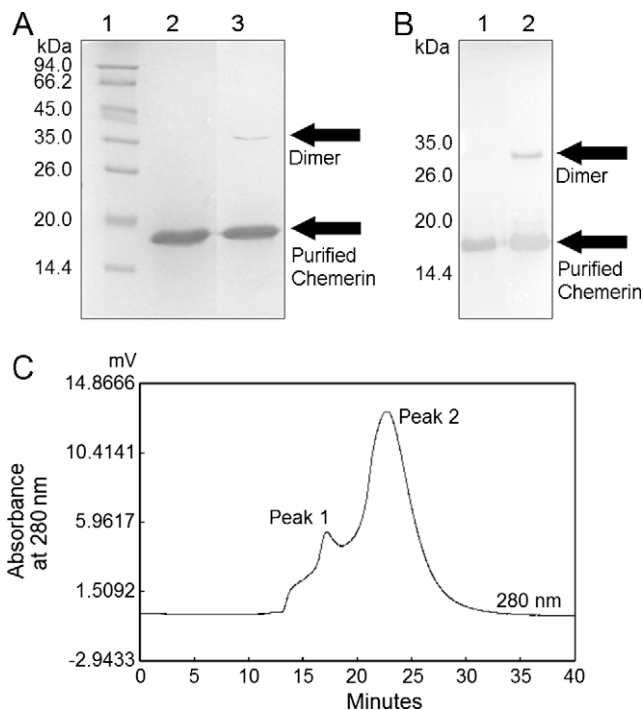 A
1 2 3
kDa
94.0
66.2
45.0
35.0
26.0
20.0
14.4
Dimer
Purified
Chemerin
B
1 2
kDa
35.0
26.0
20.0
14.4
Dimer
Purified
Chemerin
C
mV
14.8666
10.4141
5.9617
1.5092
-2.9433
Absorbance
at 280 nm
Peak 1
Peak 2
280 nm
0 5 10 15 20 25 30 35 40
Minutes